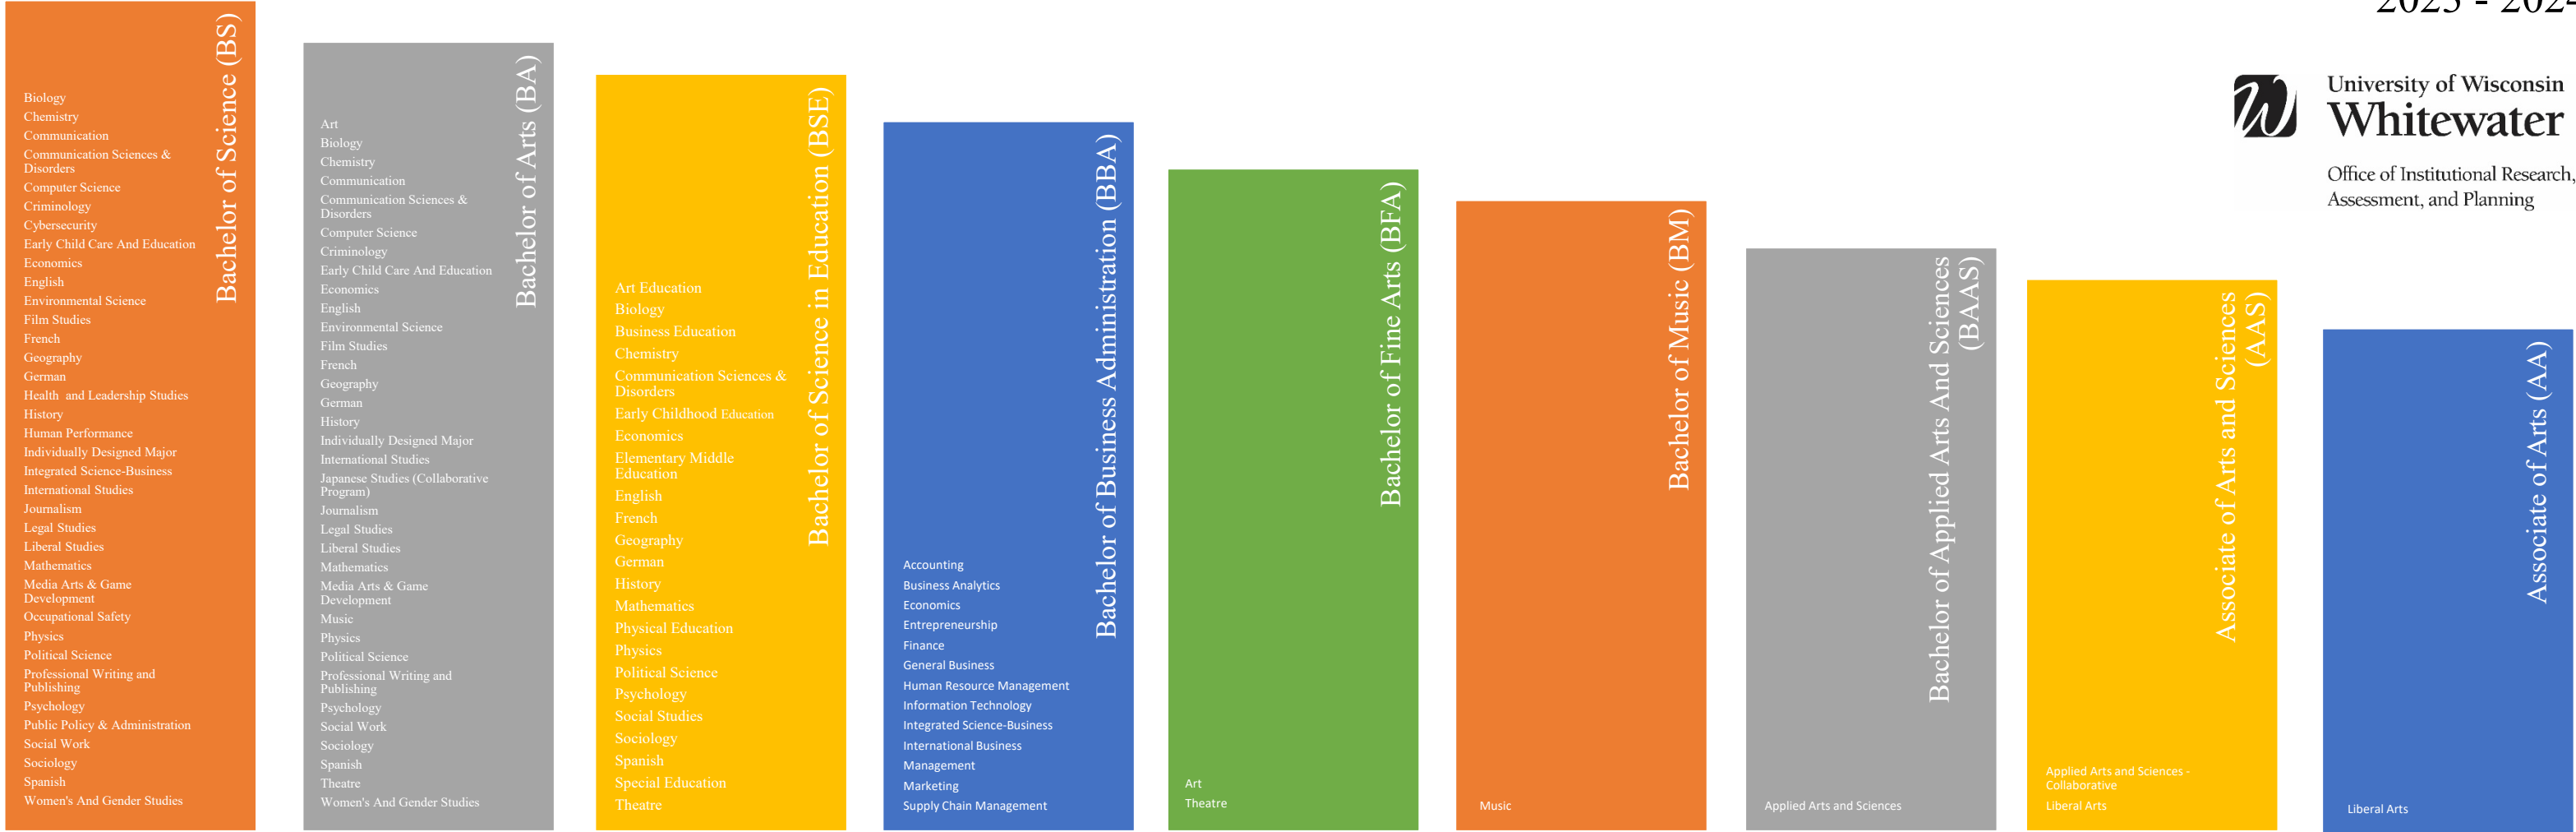 2023 - 2024
University of Wisconsin
Whitewater
Office of Institutional Research,
Assessment, and Planning
Bachelor of Science (BS)
Biology
Chemistry
Communication
Communication Sciences &
Disorders
Computer Science
Criminology
Cybersecurity
Early Child Care And Education
Economics
English
Environmental Science
Film Studies
French
Geography
German
Health and Leadership Studies
History
Human Performance
Individually Designed Major
Integrated Science-Business
International Studies
Journalism
Legal Studies
Liberal Studies
Mathematics
Media Arts & Game
Development
Occupational Safety
Physics
Political Science
Professional Writing and
Publishing
Psychology
Public Policy & Administration
Social Work
Sociology
Spanish
Women's And Gender Studies
Bachelor of Arts (BA)
Art
Biology
Chemistry
Communication
Communication Sciences &
Disorders
Computer Science
Criminology
Early Child Care And Education
Economics
English
Environmental Science
Film Studies
French
Geography
German
History
Individually Designed Major
International Studies
Japanese Studies (Collaborative
Program)
Journalism
Legal Studies
Liberal Studies
Mathematics
Media Arts & Game
Development
Music
Physics
Political Science
Professional Writing and
Publishing
Psychology
Social Work
Sociology
Spanish
Theatre
Women's And Gender Studies
Bachelor of Science in Education (BSE)
Art Education
Biology
Business Education
Chemistry
Communication Sciences &
Disorders
Early Childhood Education
Economics
Elementary Middle
Education
English
French
Geography
German
History
Mathematics
Physical Education
Physics
Political Science
Psychology
Social Studies
Sociology
Spanish
Special Education
Theatre
Bachelor of Business Administration (BBA)
Accounting
Business Analytics
Economics
Entrepreneurship
Finance
General Business
Human Resource Management
Information Technology
Integrated Science-Business
International Business
Management
Marketing
Supply Chain Management
Bachelor of Fine Arts (BFA)
Art
Theatre
Bachelor of Music (BM)
Music
Bachelor of Applied Arts And Sciences
(BAAS)
Applied Arts and Sciences
Associate of Arts and Sciences
(AAS)
Applied Arts and Sciences -
Collaborative
Liberal Arts
Associate of Arts (AA)
Liberal Arts